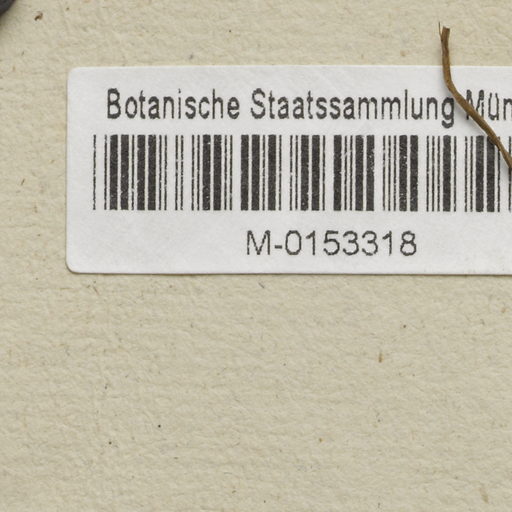 Botanische Staatssammlung Mün
M-0153318